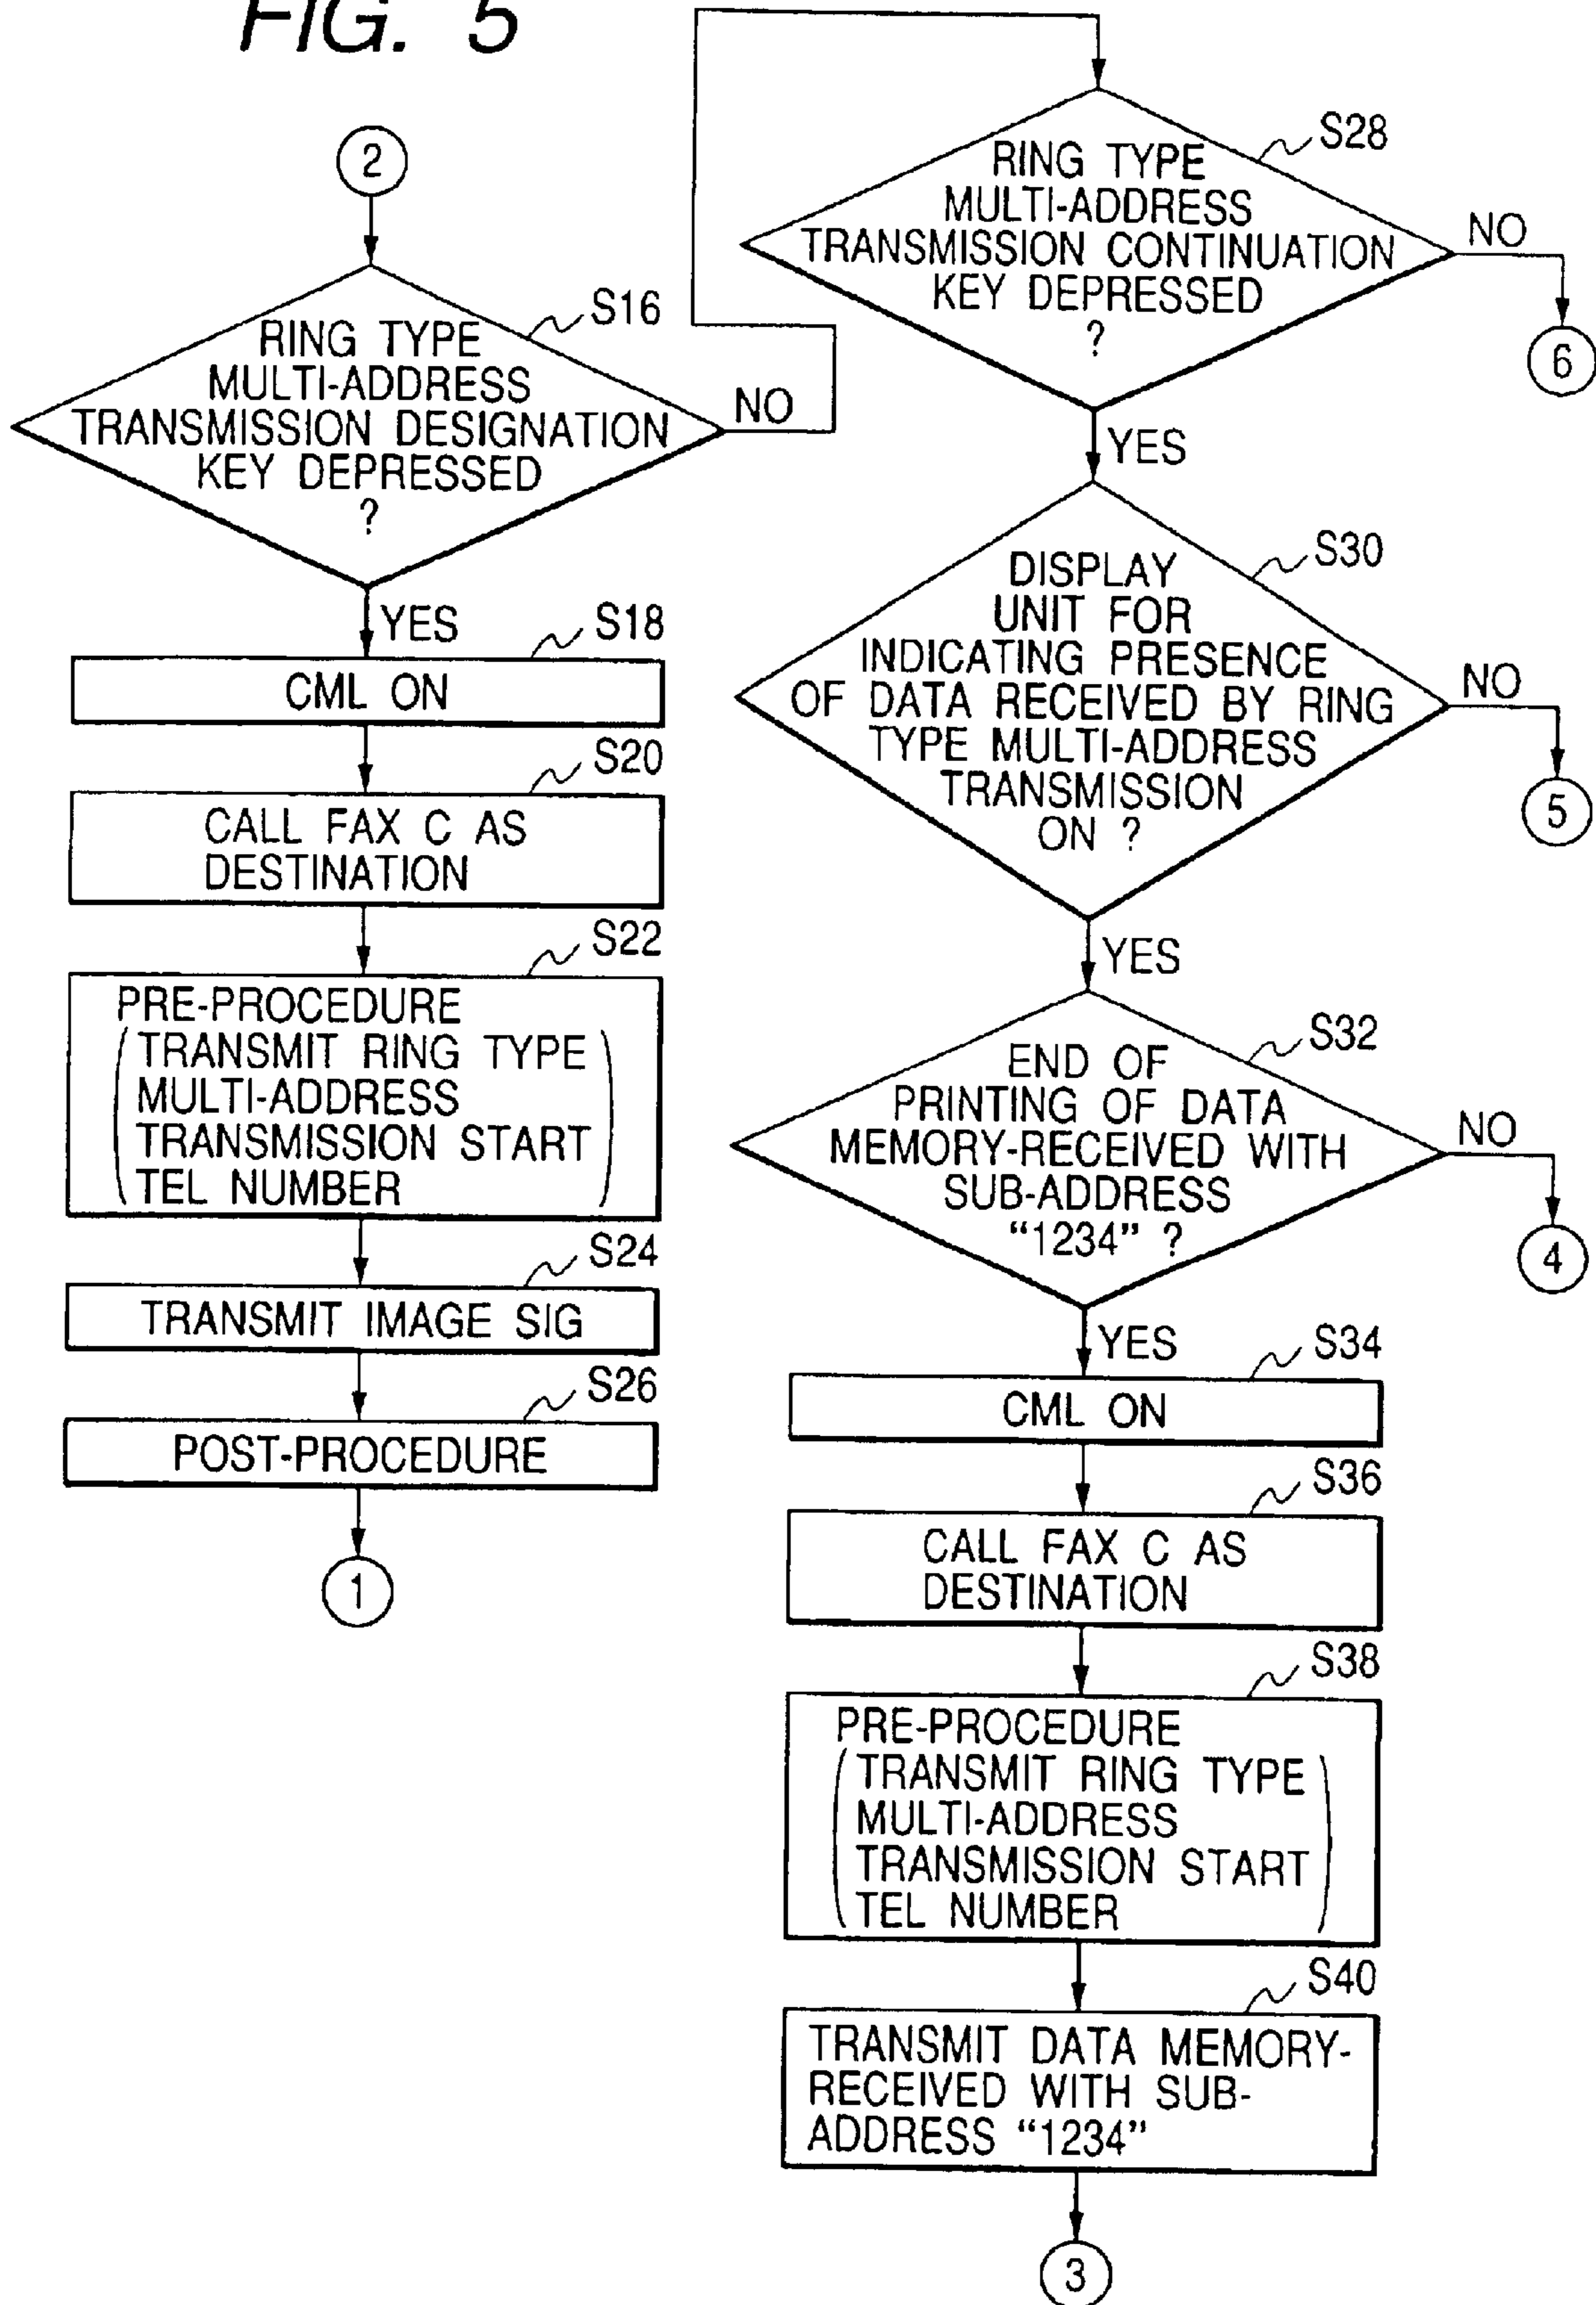 FIG. 5
2
S16
RING TYPE
MULTI-ADDRESS
TRANSMISSION DESIGNATION
KEY DEPRESSED
?
NO
YES
S18
CML ON
S20
CALL FAX C AS
DESTINATION
S22
PRE-PROCEDURE
(TRANSMIT RING TYPE
MULTI-ADDRESS
TRANSMISSION START
TEL NUMBER)
S24
TRANSMIT IMAGE SIG
S26
POST-PROCEDURE
1
S28
RING TYPE
MULTI-ADDRESS
TRANSMISSION CONTINUATION
KEY DEPRESSED
?
NO
6
YES
S30
DISPLAY
UNIT FOR
INDICATING PRESENCE
OF DATA RECEIVED BY RING
TYPE MULTI-ADDRESS
TRANSMISSION
ON ?
NO
5
YES
S32
END OF
PRINTING OF DATA
MEMORY-RECEIVED WITH
SUB-ADDRESS
“1234” ?
NO
4
YES
S34
CML ON
S36
CALL FAX C AS
DESTINATION
S38
PRE-PROCEDURE
(TRANSMIT RING TYPE
MULTI-ADDRESS
TRANSMISSION START
TEL NUMBER)
S40
TRANSMIT DATA MEMORY-
RECEIVED WITH SUB-
ADDRESS “1234”
3